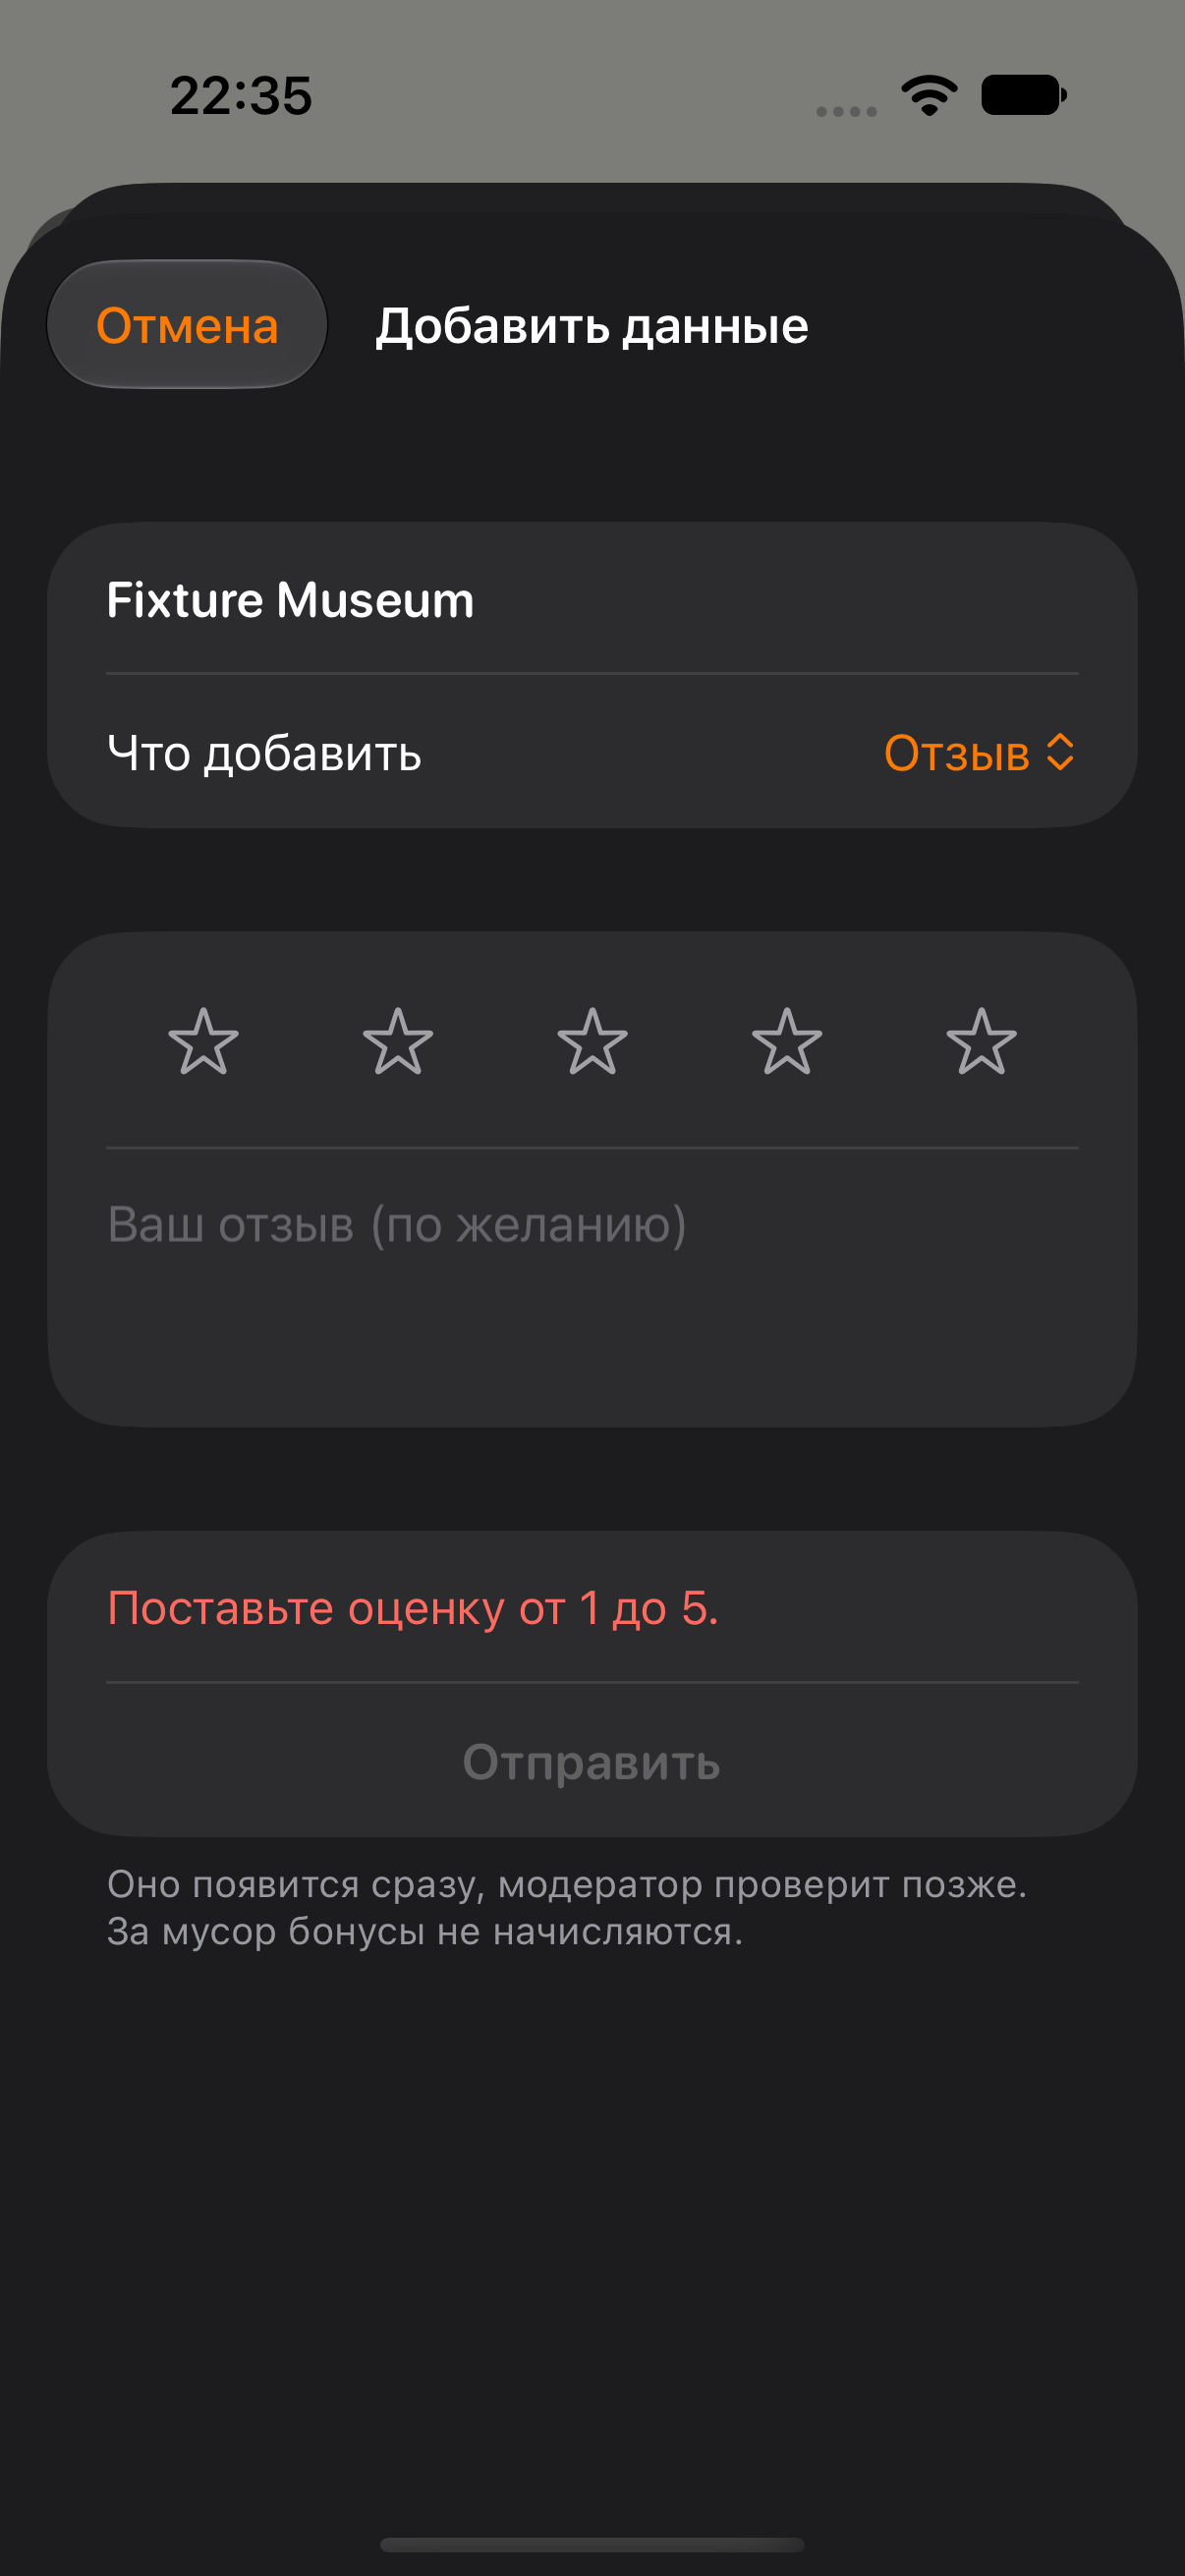 22:35
Отмена
Добавить данные
Fixture Museum
Что добавить
Отзыв
Ваш отзыв (по желанию)
Поставьте оценку от 1 до 5.
Отправить
Оно появится сразу, модератор проверит позже.
За мусор бонусы не начисляются.